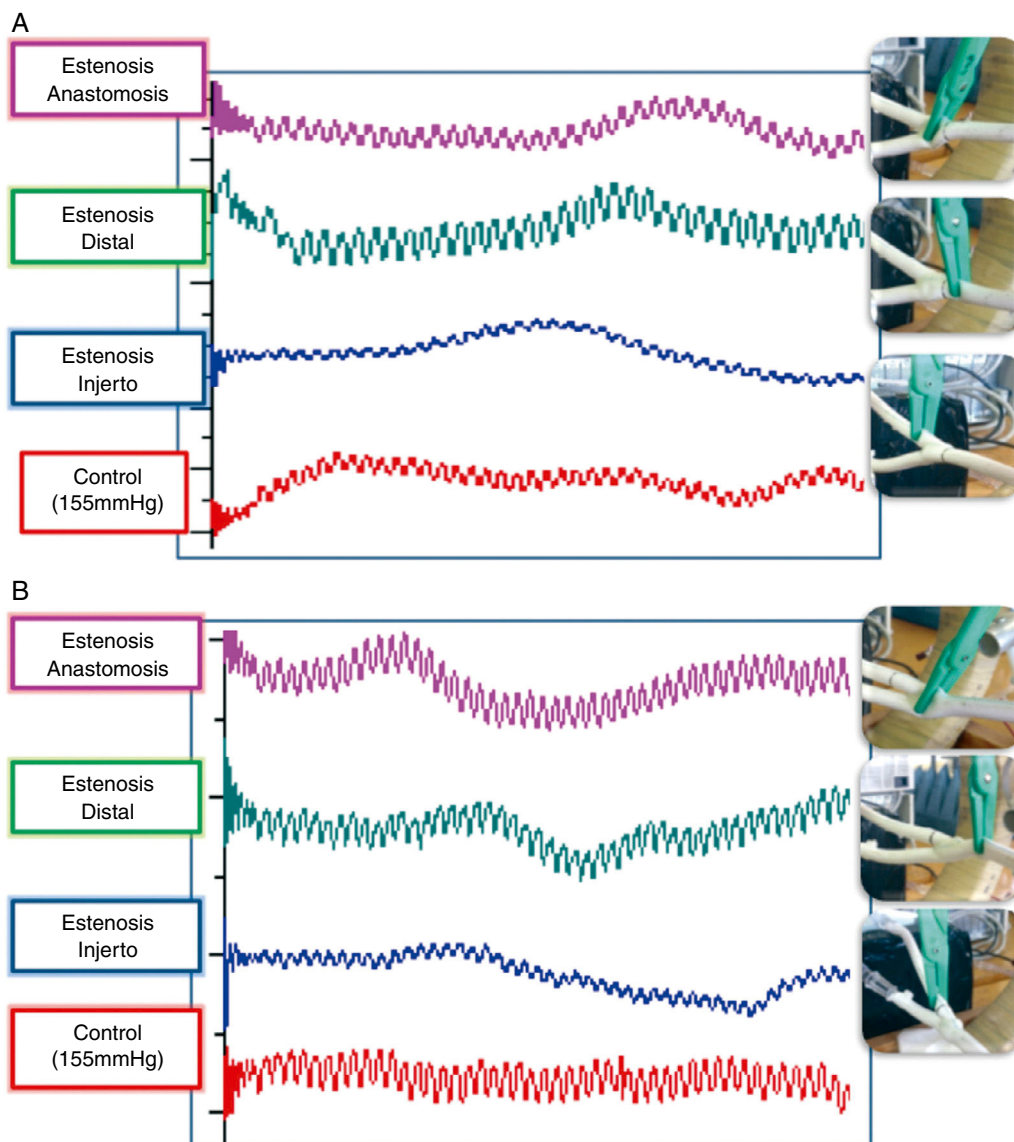 A
Estenosis
Anastomosis
Estenosis
Distal
Estenosis
Injerto
Control
(155mmHg)
B
Estenosis
Anastomosis
Estenosis
Distal
Estenosis
Injerto
Control
(155mmHg)